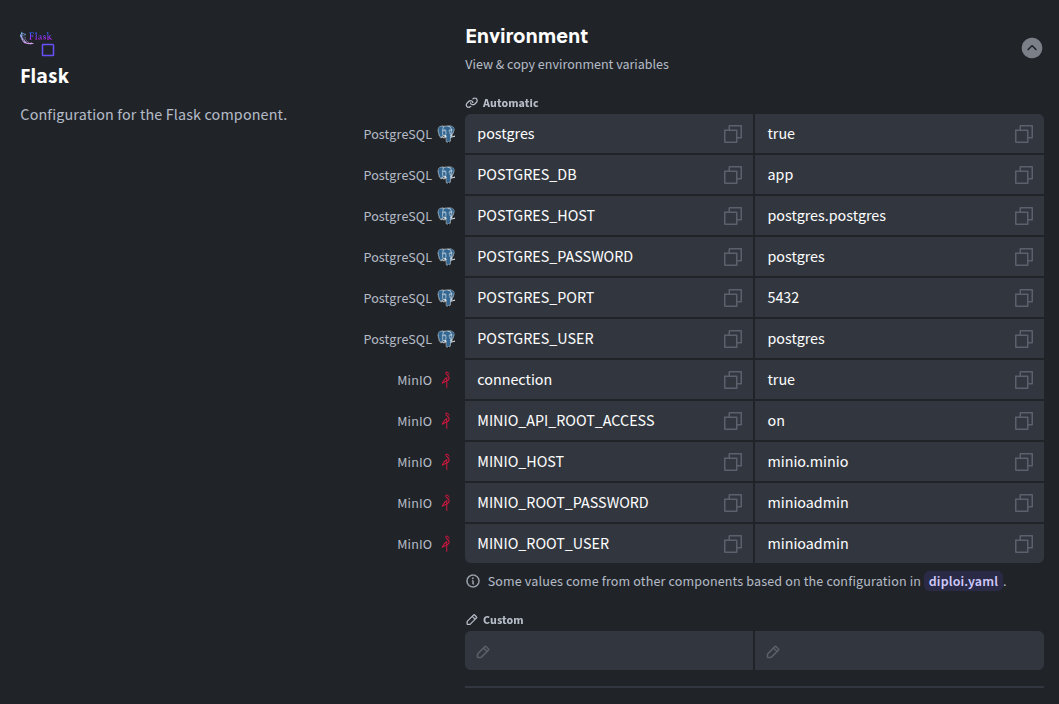 Flask
Flask
Configuration for the Flask component.
Environment
View & copy environment variables
Automatic
PostgreSQL postgres true
PostgreSQL POSTGRES_DB app
PostgreSQL POSTGRES_HOST postgres.postgres
PostgreSQL POSTGRES_PASSWORD postgres
PostgreSQL POSTGRES_PORT 5432
PostgreSQL POSTGRES_USER postgres
MinIO connection true
MinIO MINIO_API_ROOT_ACCESS on
MinIO MINIO_HOST minio.minio
MinIO MINIO_ROOT_PASSWORD minioadmin
MinIO MINIO_ROOT_USER minioadmin
Some values come from other components based on the configuration in diploi.yaml .
Custom